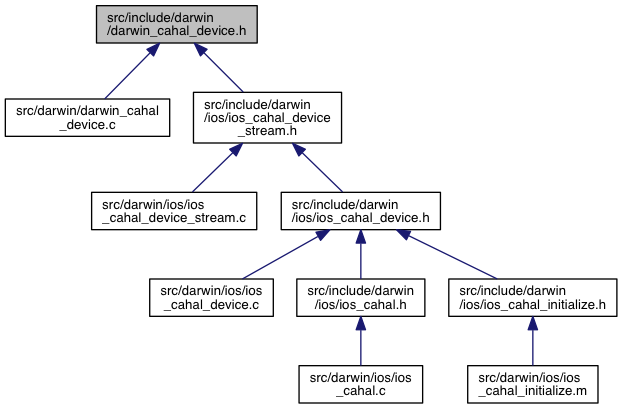 src/include/darwin
/darwin_cahal_device.h
src/darwin/darwin_cahal
_device.c
src/include/darwin
/ios/ios_cahal_device
_stream.h
src/darwin/ios/ios
_cahal_device_stream.c
src/include/darwin
/ios/ios_cahal_device.h
src/darwin/ios/ios
_cahal_device.c
src/include/darwin
/ios/ios_cahal.h
src/include/darwin
/ios/ios_cahal_initialize.h
src/darwin/ios/ios
_cahal.c
src/darwin/ios/ios
_cahal_initialize.m